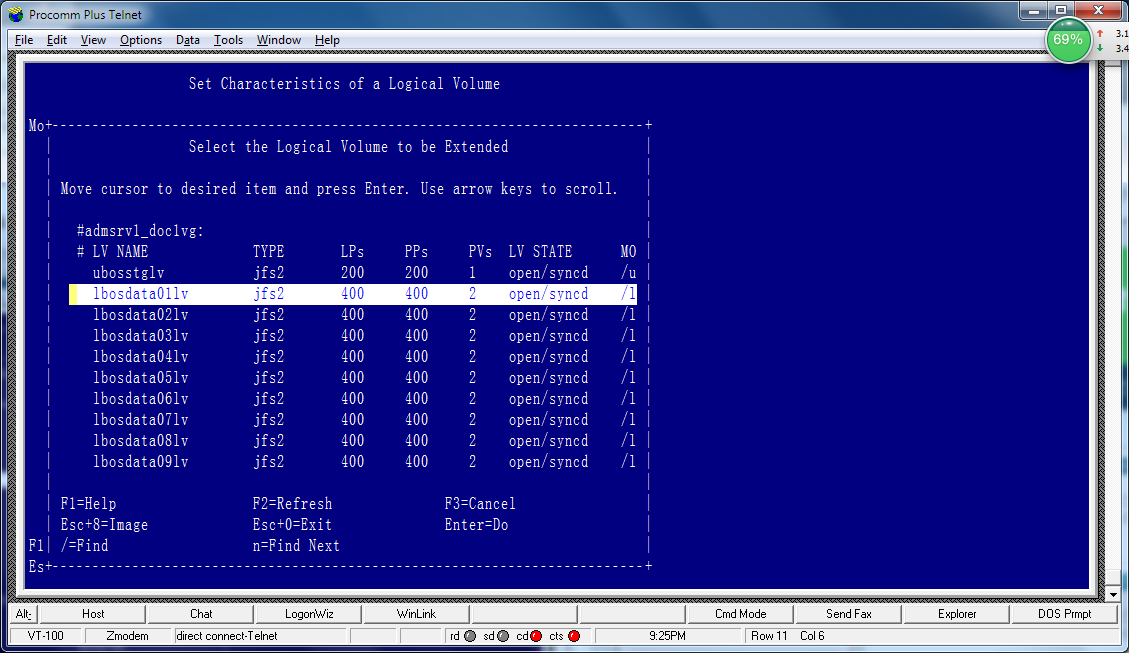 Procomm Plus Telnet
File Edit View Options Data Tools Window Help
69%
3.1
3.4
Set Characteristics of a Logical Volume
Mo+--------------------------------------------------------------------------+
Select the Logical Volume to be Extended
Move cursor to desired item and press Enter. Use arrow keys to scroll.
#admsrv1_doc1vg:
# LV NAME TYPE LPs PPs PVs LV STATE MO
ubosstglv jfs2 200 200 1 open/syncd /u
lbosdata01lv jfs2 400 400 2 open/syncd /l
lbosdata02lv jfs2 400 400 2 open/syncd /l
lbosdata03lv jfs2 400 400 2 open/syncd /l
lbosdata04lv jfs2 400 400 2 open/syncd /l
lbosdata05lv jfs2 400 400 2 open/syncd /l
lbosdata06lv jfs2 400 400 2 open/syncd /l
lbosdata07lv jfs2 400 400 2 open/syncd /l
lbosdata08lv jfs2 400 400 2 open/syncd /l
lbosdata09lv jfs2 400 400 2 open/syncd /l
F1=Help F2=Refresh F3=Cancel
Esc+8=Image Esc+0=Exit Enter=Do
F1| /=Find n=Find Next
Es+--------------------------------------------------------------------------+
Alt- Host Chat LogonWiz WinLink Cmd Mode Send Fax Explorer DOS Prmpt
VT-100 Zmodem direct connect-Telnet rd sd cd cts 9:25PM Row 11 Col 6